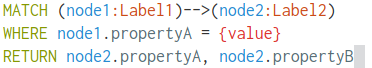 MATCH (node1:Label1)-->(node2:Label2)
WHERE node1.propertyA = {value}
RETURN node2.propertyA, node2.propertyB